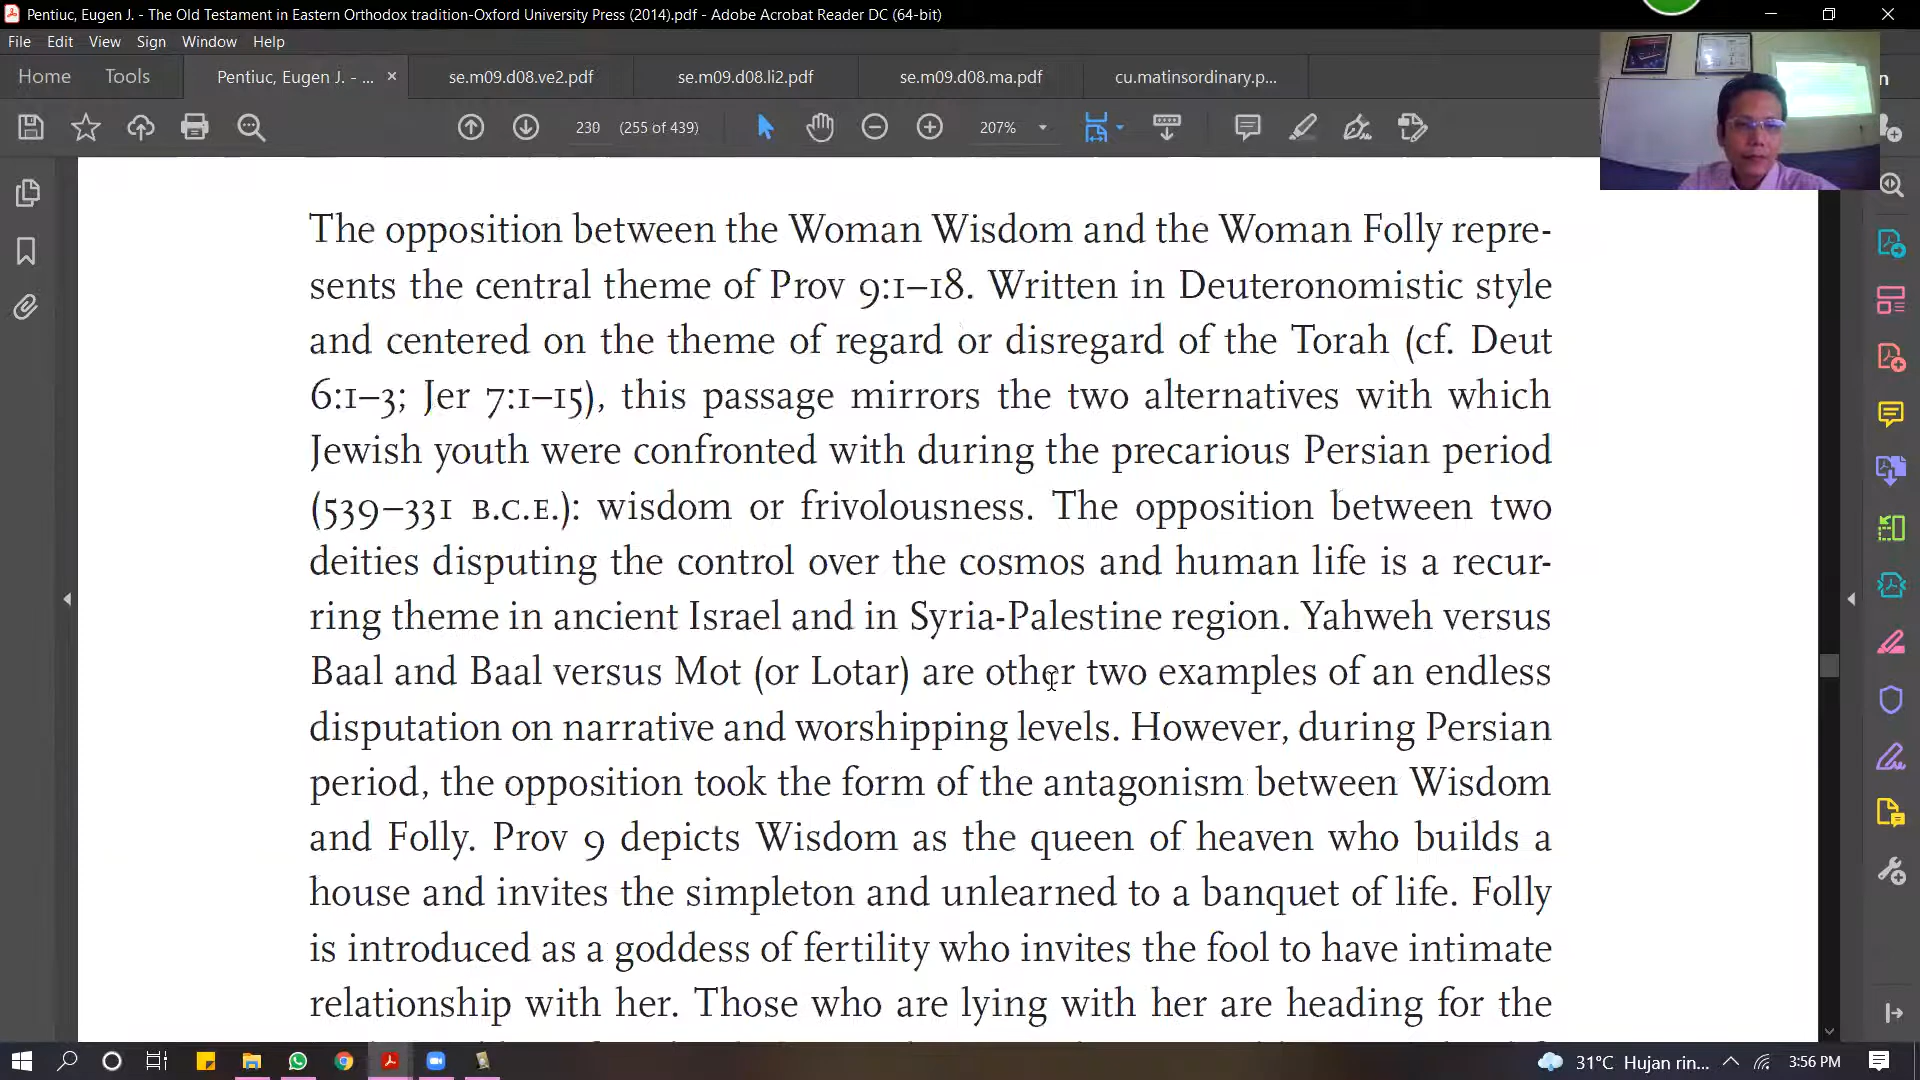 Pentiuc, Eugen J. - The Old Testament in Eastern Orthodox tradition-Oxford University Press (2014).pdf - Adobe Acrobat Reader DC (64-bit)
File Edit View Sign Window Help
Home Tools Pentiuc, Eugen J. - ... se.m09.d08.ve2.pdf se.m09.d08.li2.pdf se.m09.d08.ma.pdf cu.matinsordinary.p...
230 (255 of 439) 207%
The opposition between the Woman Wisdom and the Woman Folly repre-
sents the central theme of Prov 9:1–18. Written in Deuteronomistic style
and centered on the theme of regard or disregard of the Torah (cf. Deut
6:1–3; Jer 7:1–15), this passage mirrors the two alternatives with which
Jewish youth were confronted with during the precarious Persian period
(539–331 B.C.E.): wisdom or frivolousness. The opposition between two
deities disputing the control over the cosmos and human life is a recur-
ring theme in ancient Israel and in Syria-Palestine region. Yahweh versus
Baal and Baal versus Mot (or Lotar) are other two examples of an endless
disputation on narrative and worshipping levels. However, during Persian
period, the opposition took the form of the antagonism between Wisdom
and Folly. Prov 9 depicts Wisdom as the queen of heaven who builds a
house and invites the simpleton and unlearned to a banquet of life. Folly
is introduced as a goddess of fertility who invites the fool to have intimate
relationship with her. Those who are lying with her are heading for the
31°C Hujan rin... 3:56 PM